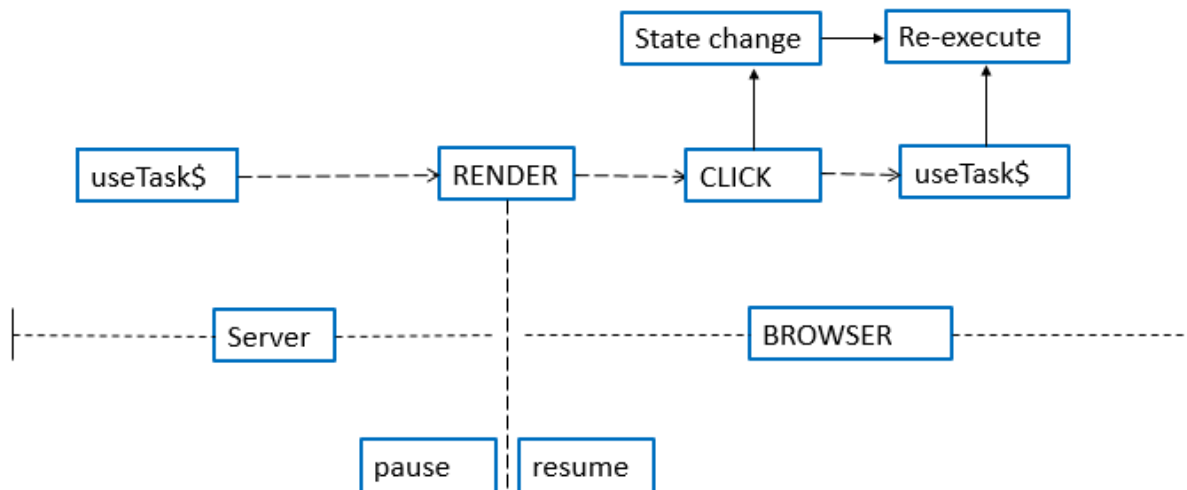 State change
Re-execute
useTask$
RENDER
CLICK
useTask$
Server
BROWSER
pause
resume